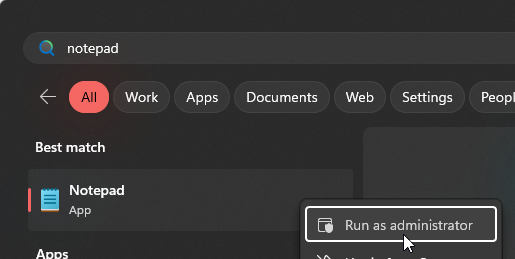 notepad
All Work Apps Documents Web Settings
Best match
Notepad
App
Run as administrator
Apps